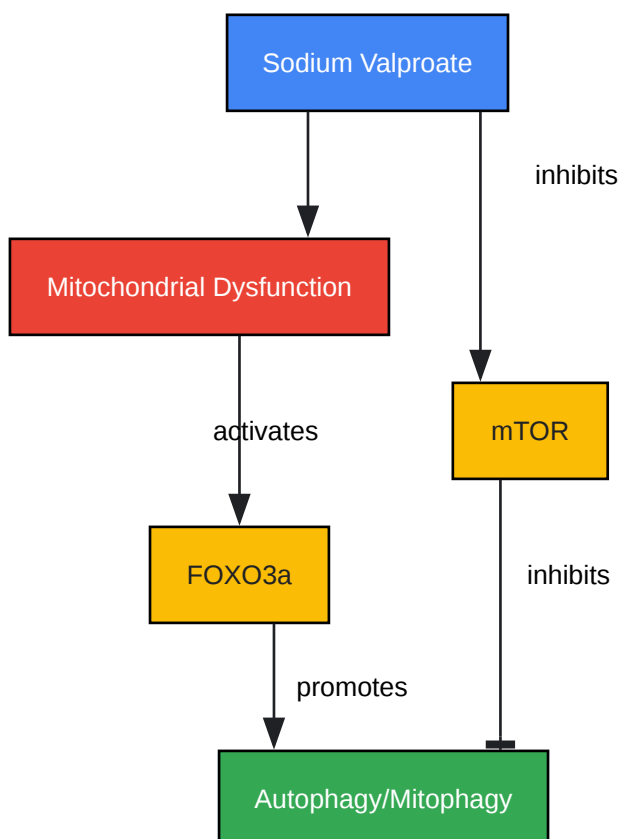 Sodium Valproate
inhibits
Mitochondrial Dysfunction
activates
mTOR
FOXO3a
inhibits
promotes
Autophagy/Mitophagy